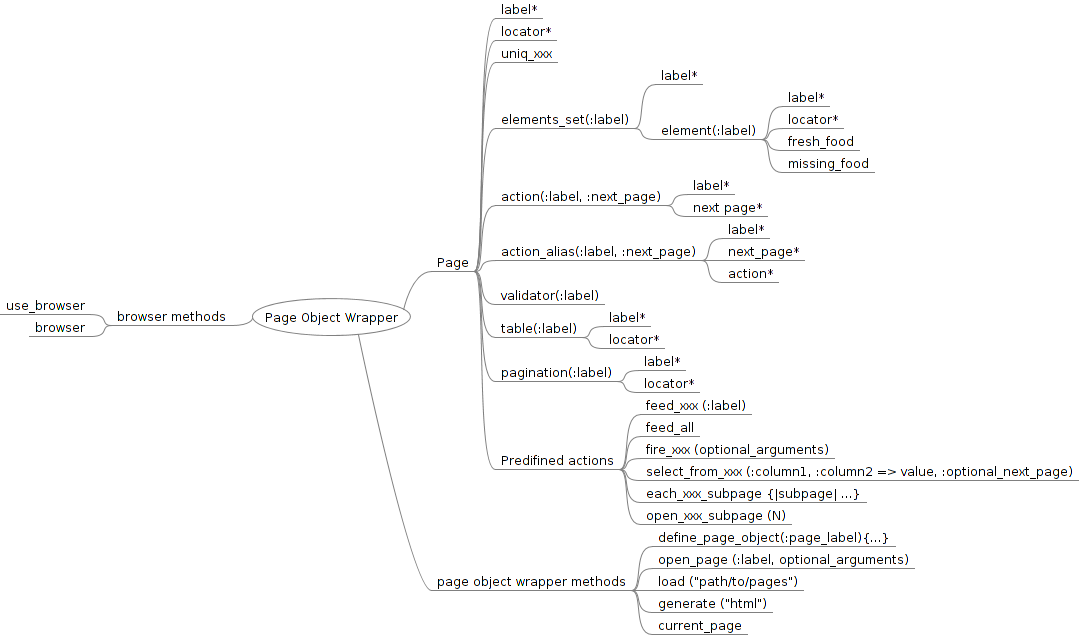 label*
locator*
uniq_xxx
elements_set(:label)
label*
element(:label)
label*
locator*
fresh_food
missing_food
action(:label, :next_page)
label*
next page*
action_alias(:label, :next_page)
label*
next_page*
action*
Page
validator(:label)
table(:label)
label*
locator*
pagination(:label)
label*
locator*
Predifined actions
feed_xxx (:label)
feed_all
fire_xxx (optional_arguments)
select_from_xxx (:column1, :column2 => value, :optional_next_page)
each_xxx_subpage {|subpage| ...}
open_xxx_subpage (N)
use_browser
browser
browser methods
Page Object Wrapper
page object wrapper methods
define_page_object(:page_label){...}
open_page (:label, optional_arguments)
load ("path/to/pages")
generate ("html")
current_page